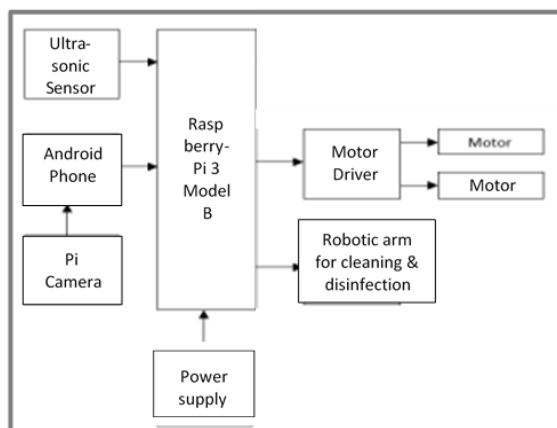 Ultra-
sonic
Sensor
Android
Phone
Pi
Camera
Rasp
berry-
Pi 3
Model
B
Power
supply
Motor
Driver
Motor
Motor
Robotic arm
for cleaning &
disinfection